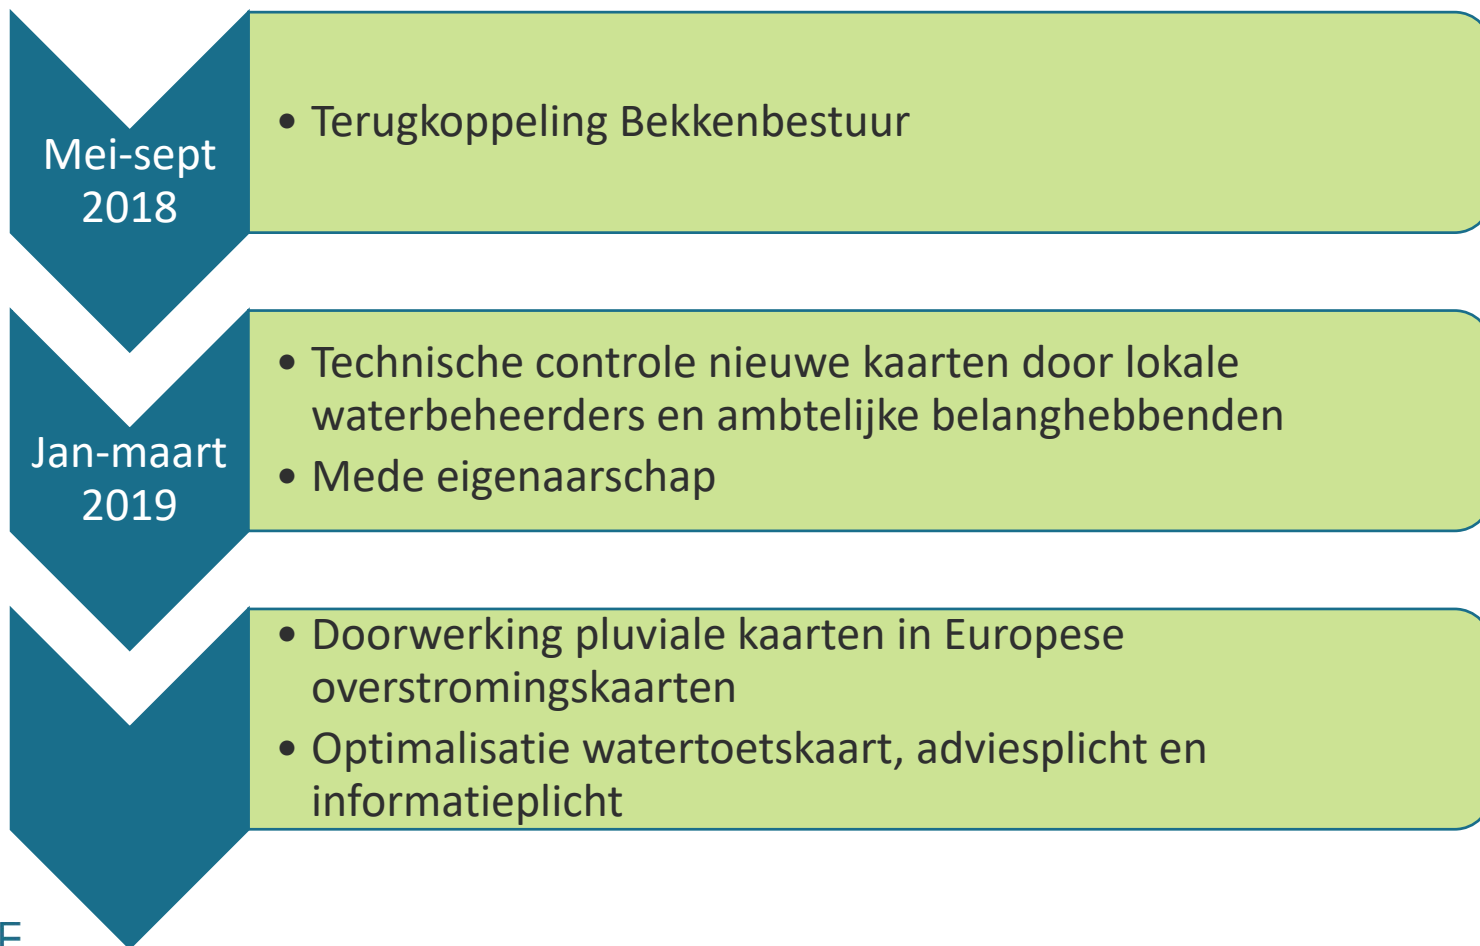 Mei-sept
2018
• Terugkoppeling Bekkenbestuur
Jan-maart
2019
• Technische controle nieuwe kaarten door lokale
waterbeheerders en ambtelijke belanghebbenden
• Mede eigenaarschap
• Doorwerking pluviale kaarten in Europese
overstromingskaarten
• Optimalisatie watertoetskaart, adviesplicht en
informatieplicht